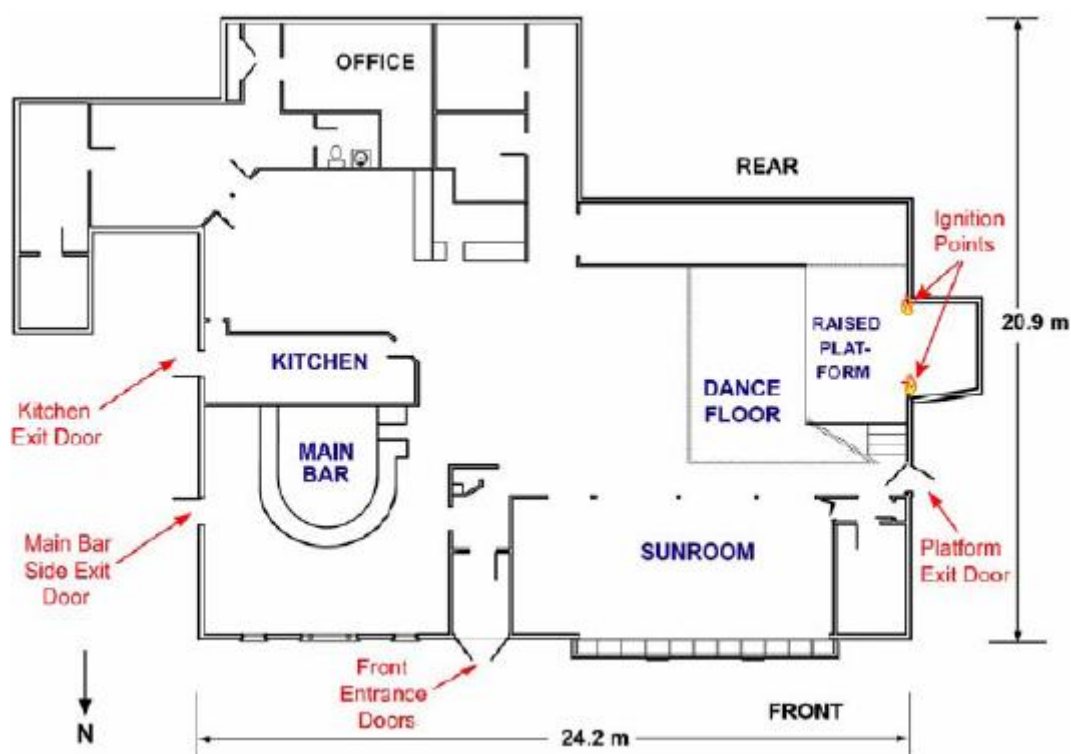 OFFICE
REAR
Ignition
Points
20.9 m
RAISED
PLAT-
FORM
KITCHEN
DANCE
FLOOR
Kitchen
Exit Door
MAIN
BAR
Main Bar
Side Exit
Door
SUNROOM
Platform
Exit Door
Front
Entrance
Doors
N
24.2 m
FRONT